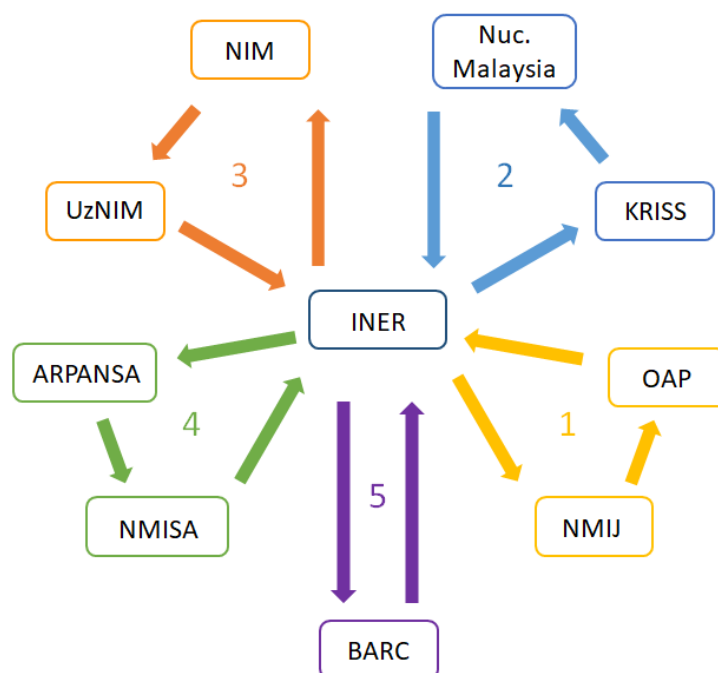 NIM
Nuc.
Malaysia
3
2
UzNIM
KRISS
INER
ARPANSA
OAP
4
1
5
NMISA
NMIJ
BARC